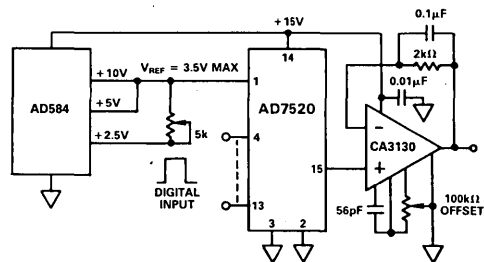 +15V
0.1μF
2kΩ
0.01μF
AD584
+10V
+5V
+2.5V
VREF = 3.5V MAX
5k
DIGITAL
INPUT
14
1
AD7520
4
13
15
3
2
−
CA3130
+
56pF
100kΩ
OFFSET